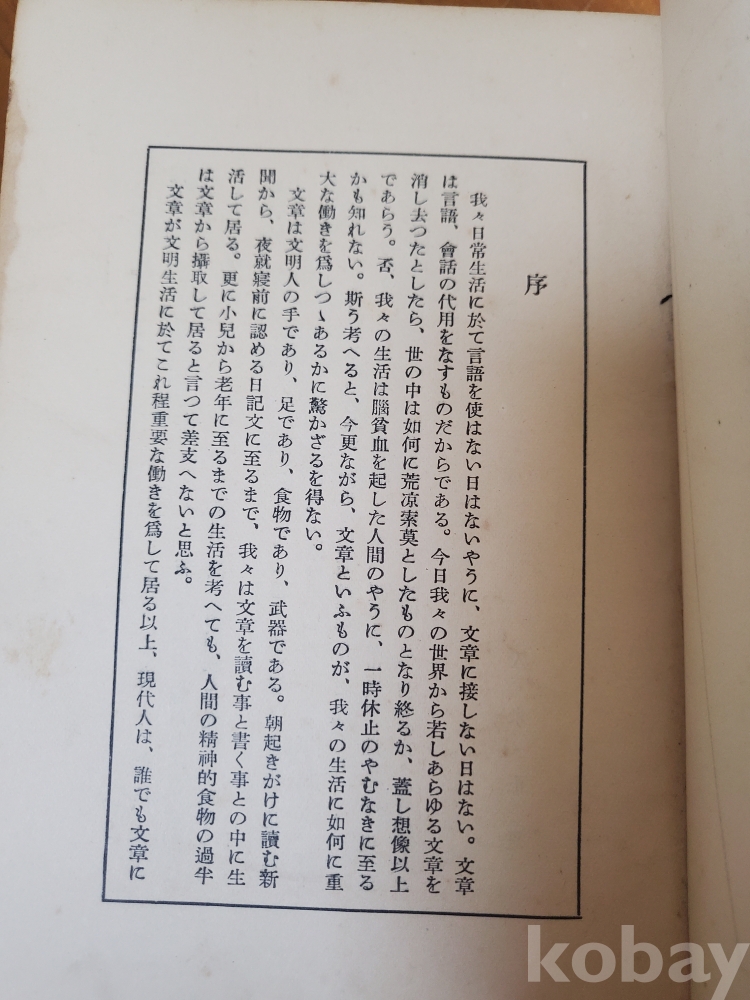 序
我々日常生活に於て言語を使はない日はないやうに、文章に接しない日はない。文章
は言語、會話の代用をなすものだからである。今日我々の世界から若しあらゆる文章を
消し去つたとしたら、世の中は如何に荒凉索莫としたものとなり終るか、蓋し想像以上
であらう。否、我々の生活は腦貧血を起した人間のやうに、一時休止のやむなきに至る
かも知れない。斯う考へると、今更ながら、文章といふものが、我々の生活に如何に重
大な働きを爲しつゝあるかに驚かざるを得ない。
文章は文明人の手であり、足であり、食物であり、武器である。朝起きがけに讀む新
聞から、夜就寢前に認める日記文に至るまで、我々は文章を讀む事と書く事との中に生
活して居る。更に小兒から老年に至るまでの生活を考へても、人間の精神的食物の過半
は文章から攝取して居ると言つて差支へないと思ふ。
文章が文明生活に於てこれ程重要な働きを爲して居る以上、現代人は、誰でも文章に
kobay